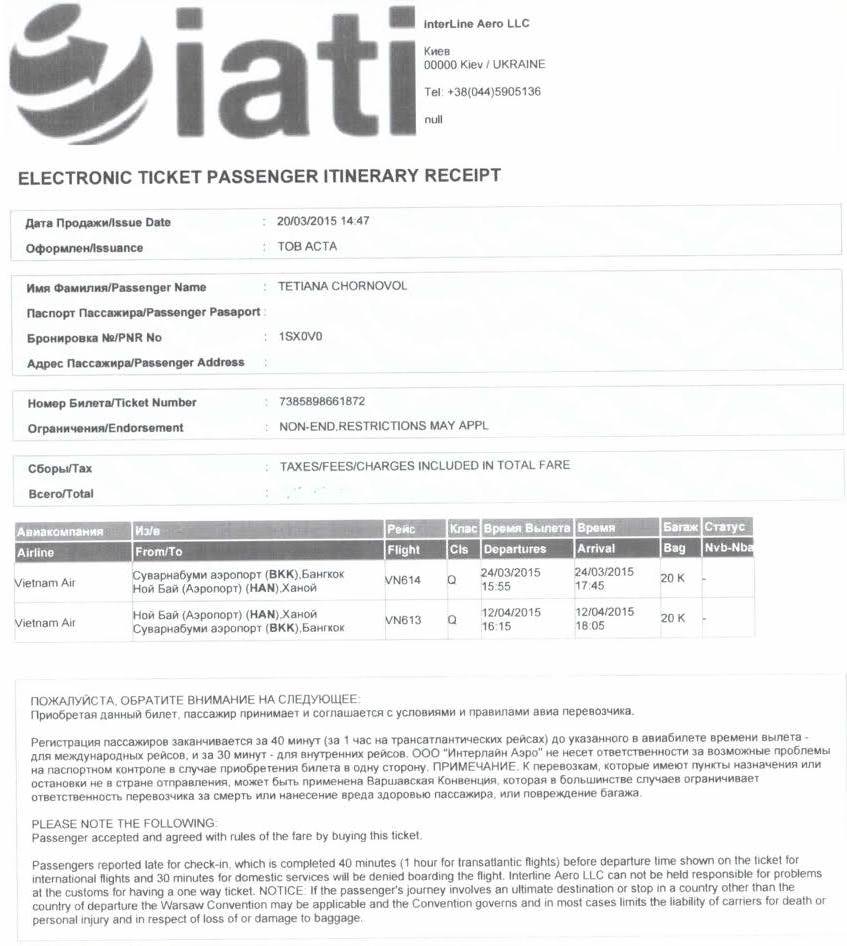 iati
interLine Aero LLC
Киев
00000 Kiev / UKRAINE
Tel: +38(044)5905136
null
ELECTRONIC TICKET PASSENGER ITINERARY RECEIPT
Дата Продажи/Issue Date : 20/03/2015 14:47
Оформлен/Issuance : ТОВ АСТА
Имя Фамилия/Passenger Name : TETIANA CHORNOVOL
Паспорт Пассажира/Passenger Pasaport :
Бронировка №/PNR No : 1SX0V0
Адрес Пассажира/Passenger Address :
Номер Билета/Ticket Number : 7385898661872
Ограничения/Endorsement : NON-END,RESTRICTIONS MAY APPL
Сборы/Tax : TAXES/FEES/CHARGES INCLUDED IN TOTAL FARE
Всего/Total :
Авиакомпания Из/в Рейс Клас Время Вылета Время Багаж Статус
Airline From/To Flight Cls Departures Arrival Bag Nvb-Nba
Vietnam Air Суварнабуми аэропорт (BKK),Бангкок VN614 Q 24/03/2015 24/03/2015 20 K -
Ной Бай (Аэропорт) (HAN),Ханой 15:55 17:45
Vietnam Air Ной Бай (Аэропорт) (HAN),Ханой VN613 Q 12/04/2015 12/04/2015 20 K -
Суварнабуми аэропорт (BKK),Бангкок 16:15 18:05
ПОЖАЛУЙСТА, ОБРАТИТЕ ВНИМАНИЕ НА СЛЕДУЮЩЕЕ:
Приобретая данный билет, пассажир принимает и соглашается с условиями и правилами авиа перевозчика.
Регистрация пассажиров заканчивается за 40 минут (за 1 час на трансатлантических рейсах) до указанного в авиабилете времени вылета -
для международных рейсов, и за 30 минут - для внутренних рейсов. ООО "Интерлайн Аэро" не несет ответственности за возможные проблемы
на паспортном контроле в случае приобретения билета в одну сторону. ПРИМЕЧАНИЕ. К перевозкам, которые имеют пункты назначения или
остановки не в стране отправления, может быть применена Варшавская Конвенция, которая в большинстве случаев ограничивает
ответственность перевозчика за смерть или нанесение вреда здоровью пассажира, или повреждение багажа.
PLEASE NOTE THE FOLLOWING:
Passenger accepted and agreed with rules of the fare by buying this ticket.
Passengers reported late for check-in, which is completed 40 minutes (1 hour for transatlantic flights) before departure time shown on the ticket for
international flights and 30 minutes for domestic services will be denied boarding the flight. Interline Aero LLC can not be held responsible for problems
at the customs for having a one way ticket. NOTICE: If the passenger's journey involves an ultimate destination or stop in a country other than the
country of departure the Warsaw Convention may be applicable and the Convention governs and in most cases limits the liability of carriers for death or
personal injury and in respect of loss of or damage to baggage.